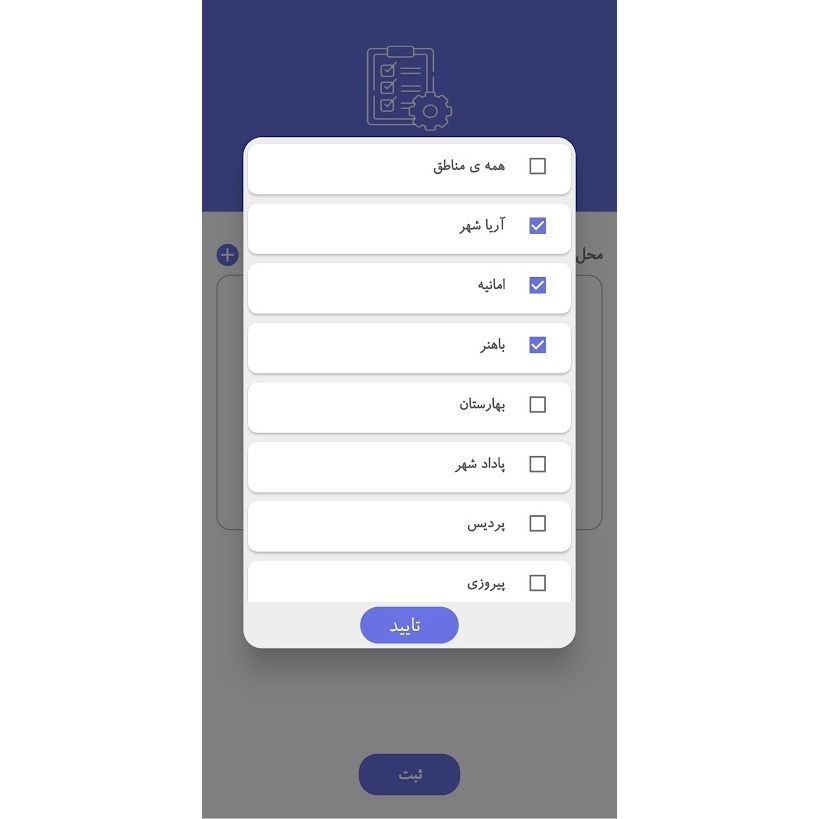 همه ی مناطق
آریا شهر
محل
امانیه
باهنر
بهارستان
پاداد شهر
پردیس
پیروزی
تایید
ثبت